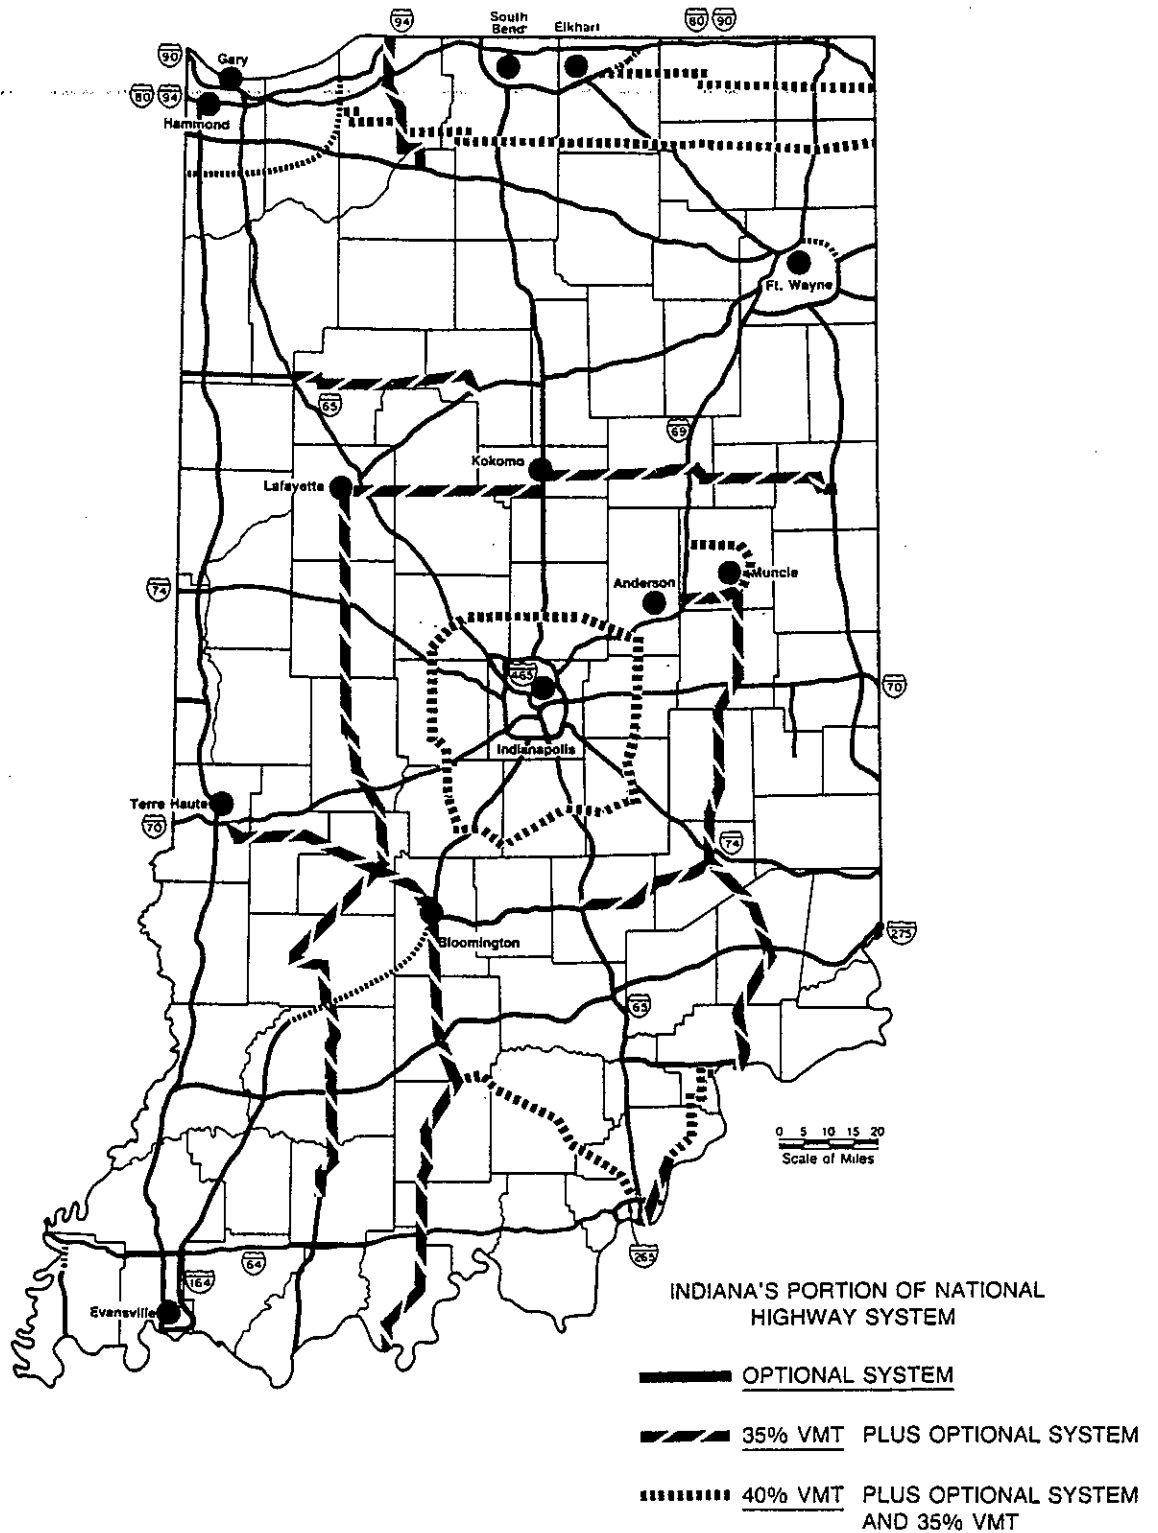 94
South
Bend
Elkhart
80 90
90
Gary
80 94
Hammond
Ft. Wayne
65
69
Kokomo
Lafayette
74
Anderson
Muncie
465
70
Indianapolis
Terre Haute
70
74
Bloomington
275
65
0 5 10 15 20
Scale of Miles
64
265
164
Evansville
INDIANA'S PORTION OF NATIONAL
HIGHWAY SYSTEM
OPTIONAL SYSTEM
35% VMT PLUS OPTIONAL SYSTEM
40% VMT PLUS OPTIONAL SYSTEM
AND 35% VMT